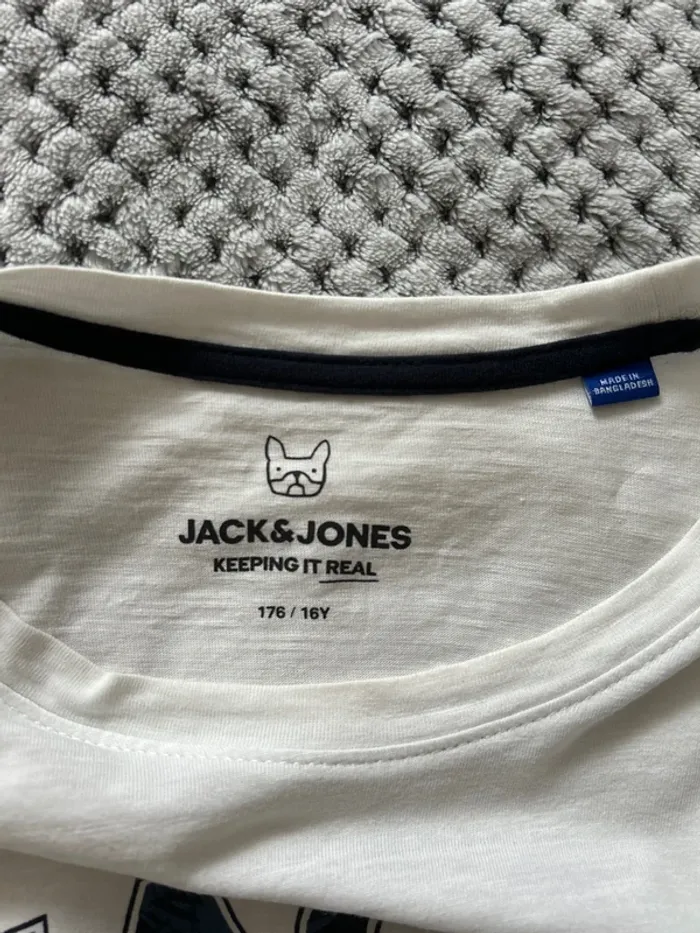 MADE IN
BANGLADESH
JACK&JONES
KEEPING IT REAL
176 / 16Y